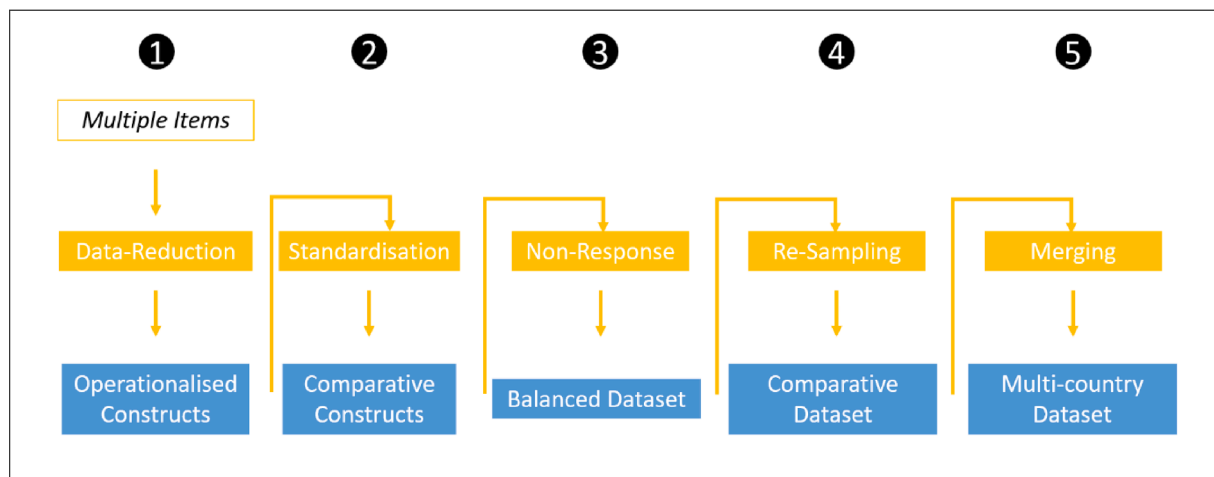 ❶ ❷ ❸ ❹ ❺
Multiple Items
Data-Reduction
Standardisation
Non-Response
Re-Sampling
Merging
Operationalised
Constructs
Comparative
Constructs
Balanced Dataset
Comparative
Dataset
Multi-country
Dataset